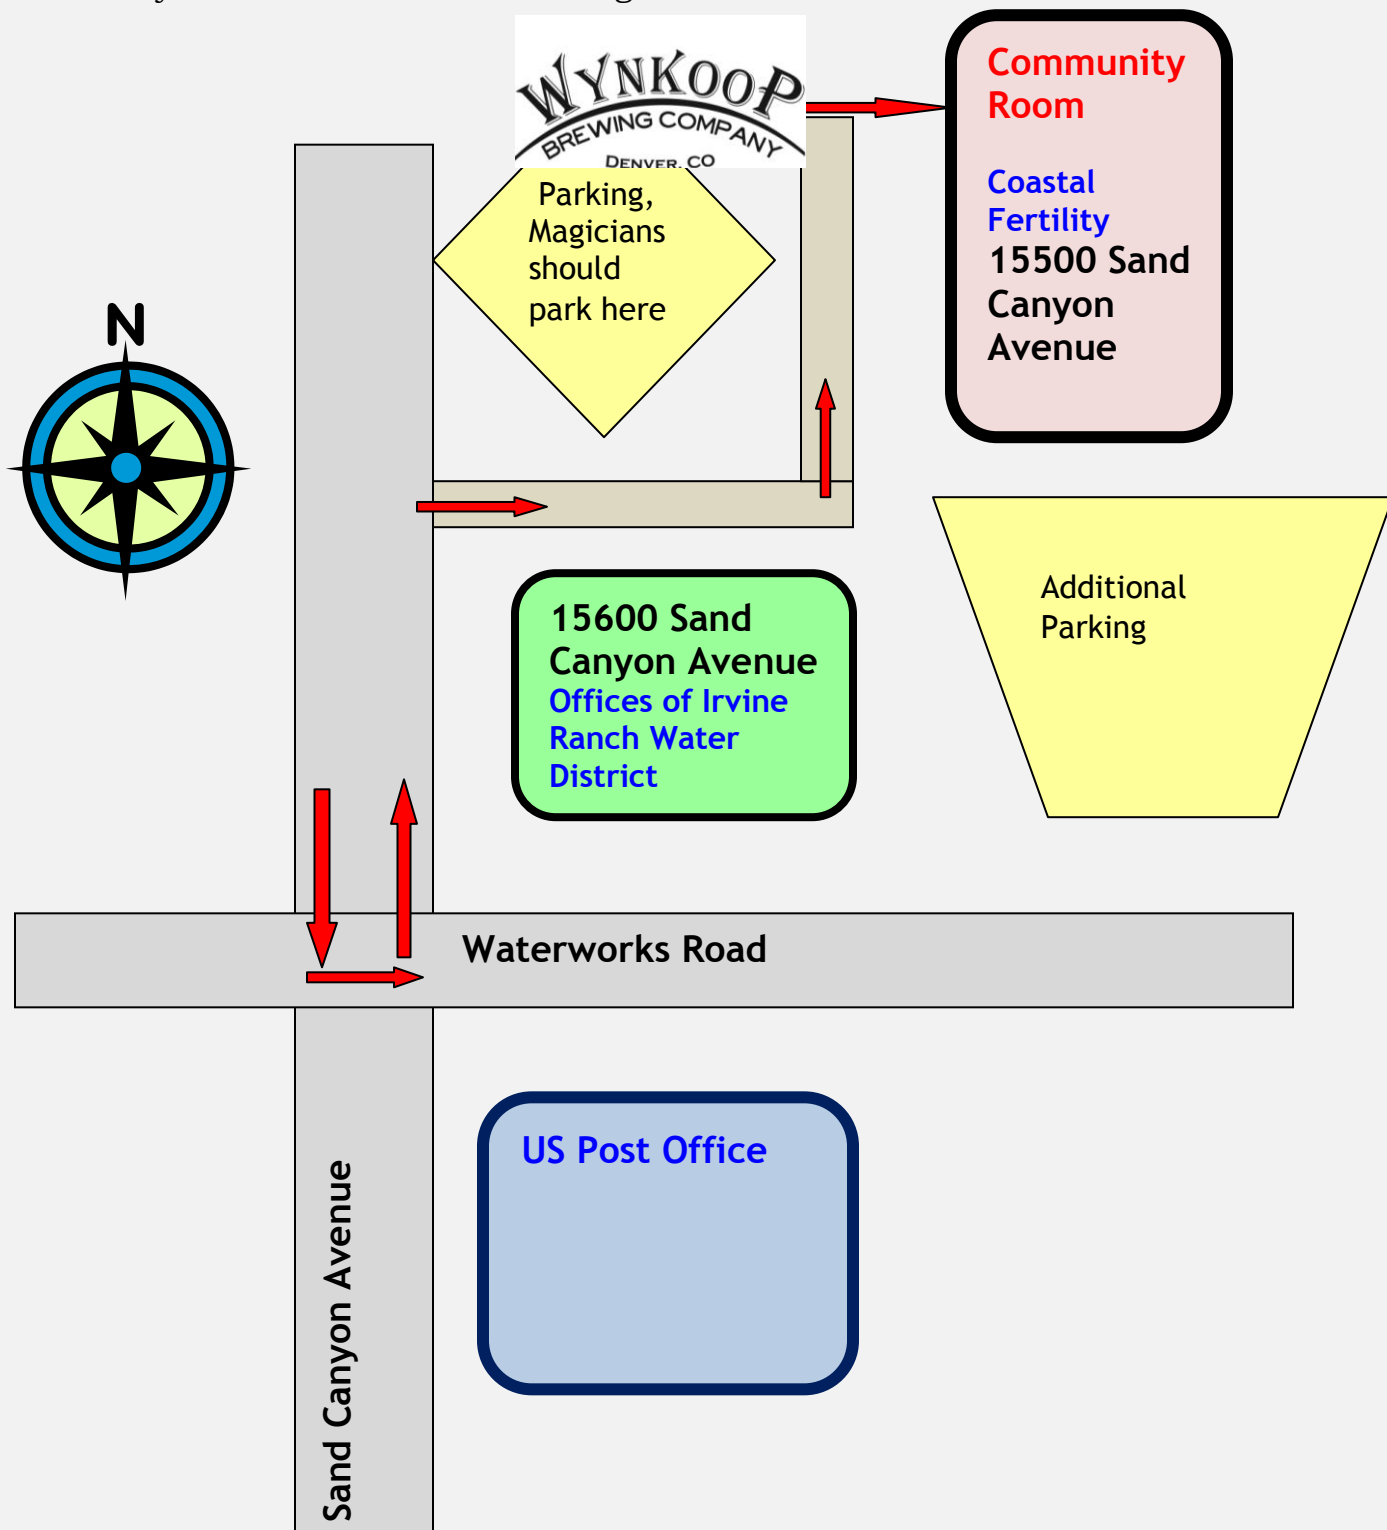 WYNKOOP
BREWING COMPANY
DENVER, CO
Community
Room
Coastal
Fertility
15500 Sand
Canyon
Avenue
Parking,
Magicians
should
park here
N
Additional
Parking
15600 Sand
Canyon Avenue
Offices of Irvine
Ranch Water
District
Waterworks Road
US Post Office
Sand Canyon Avenue